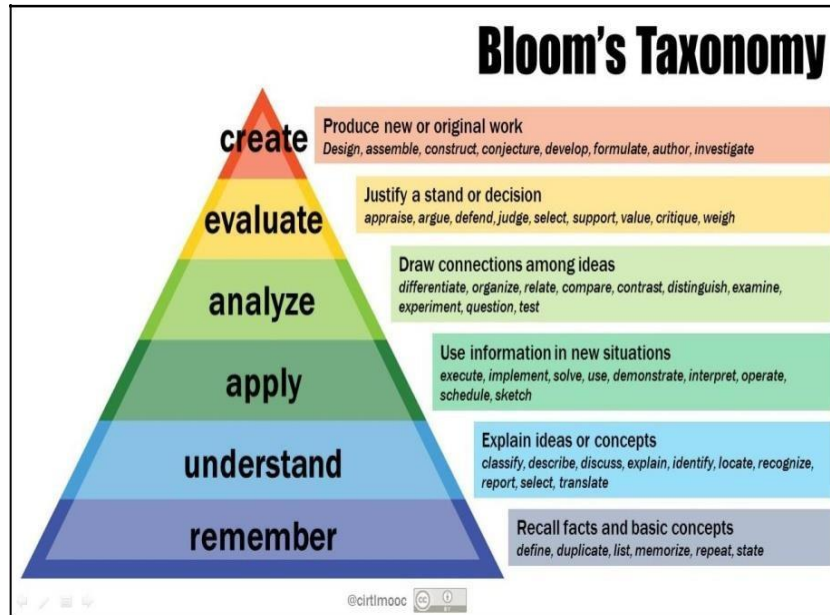 Bloom's Taxonomy
create
Produce new or original work
Design, assemble, construct, conjecture, develop, formulate, author, investigate
evaluate
Justify a stand or decision
appraise, argue, defend, judge, select, support, value, critique, weigh
analyze
Draw connections among ideas
differentiate, organize, relate, compare, contrast, distinguish, examine,
experiment, question, test
apply
Use information in new situations
execute, implement, solve, use, demonstrate, interpret, operate,
schedule, sketch
understand
Explain ideas or concepts
classify, describe, discuss, explain, identify, locate, recognize,
report, select, translate
remember
Recall facts and basic concepts
define, duplicate, list, memorize, repeat, state
@cirtlmooc cc BY